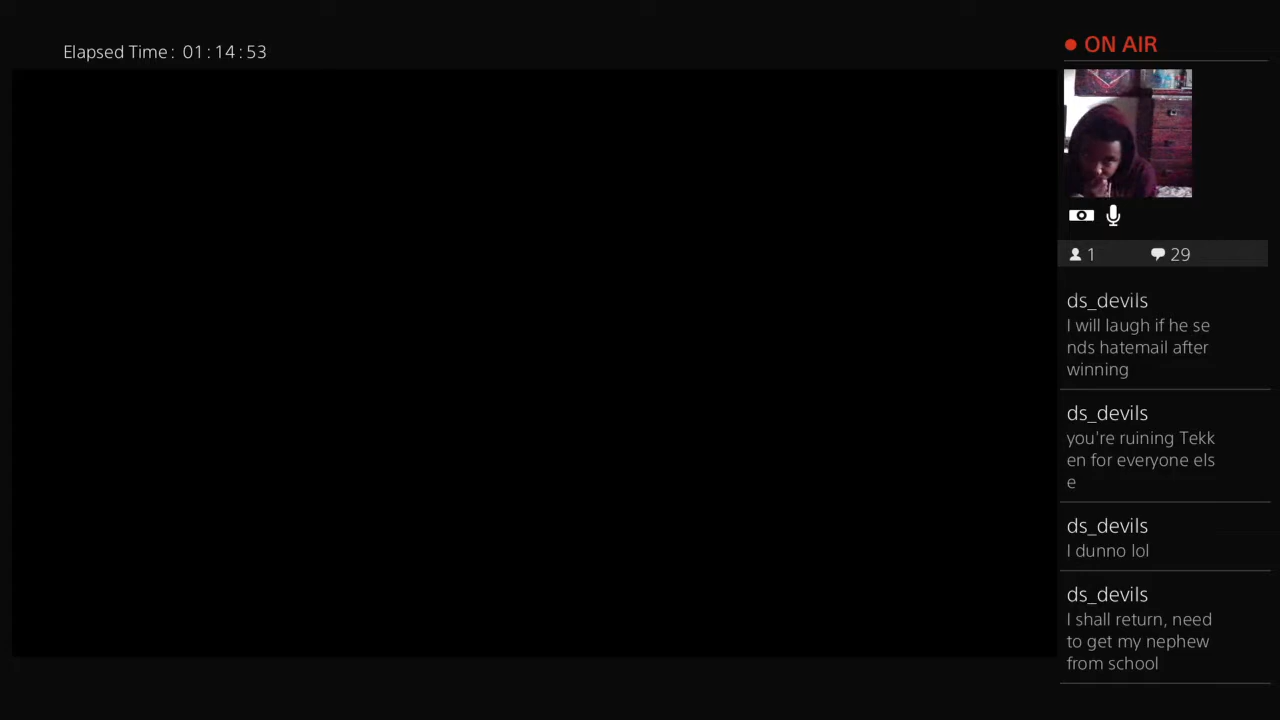 Elapsed Time: 01:14:53
ON AIR
1 29
ds_devils
I will laugh if he se
nds hatemail after
winning
ds_devils
you're ruining Tekk
en for everyone els
e
ds_devils
I dunno lol
ds_devils
I shall return, need
to get my nephew
from school